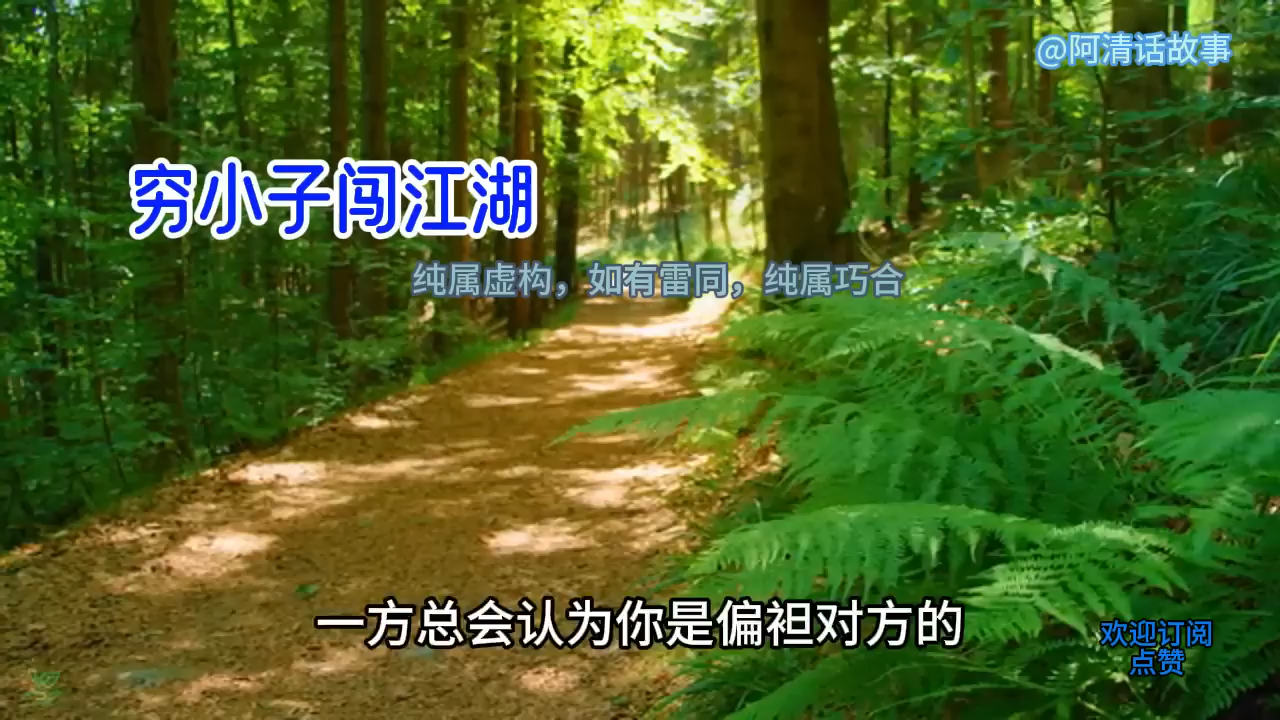 @阿清话故事
穷小子闯江湖
纯属虚构，如有雷同，纯属巧合
一方总会认为你是偏袒对方的
欢迎订阅
点赞